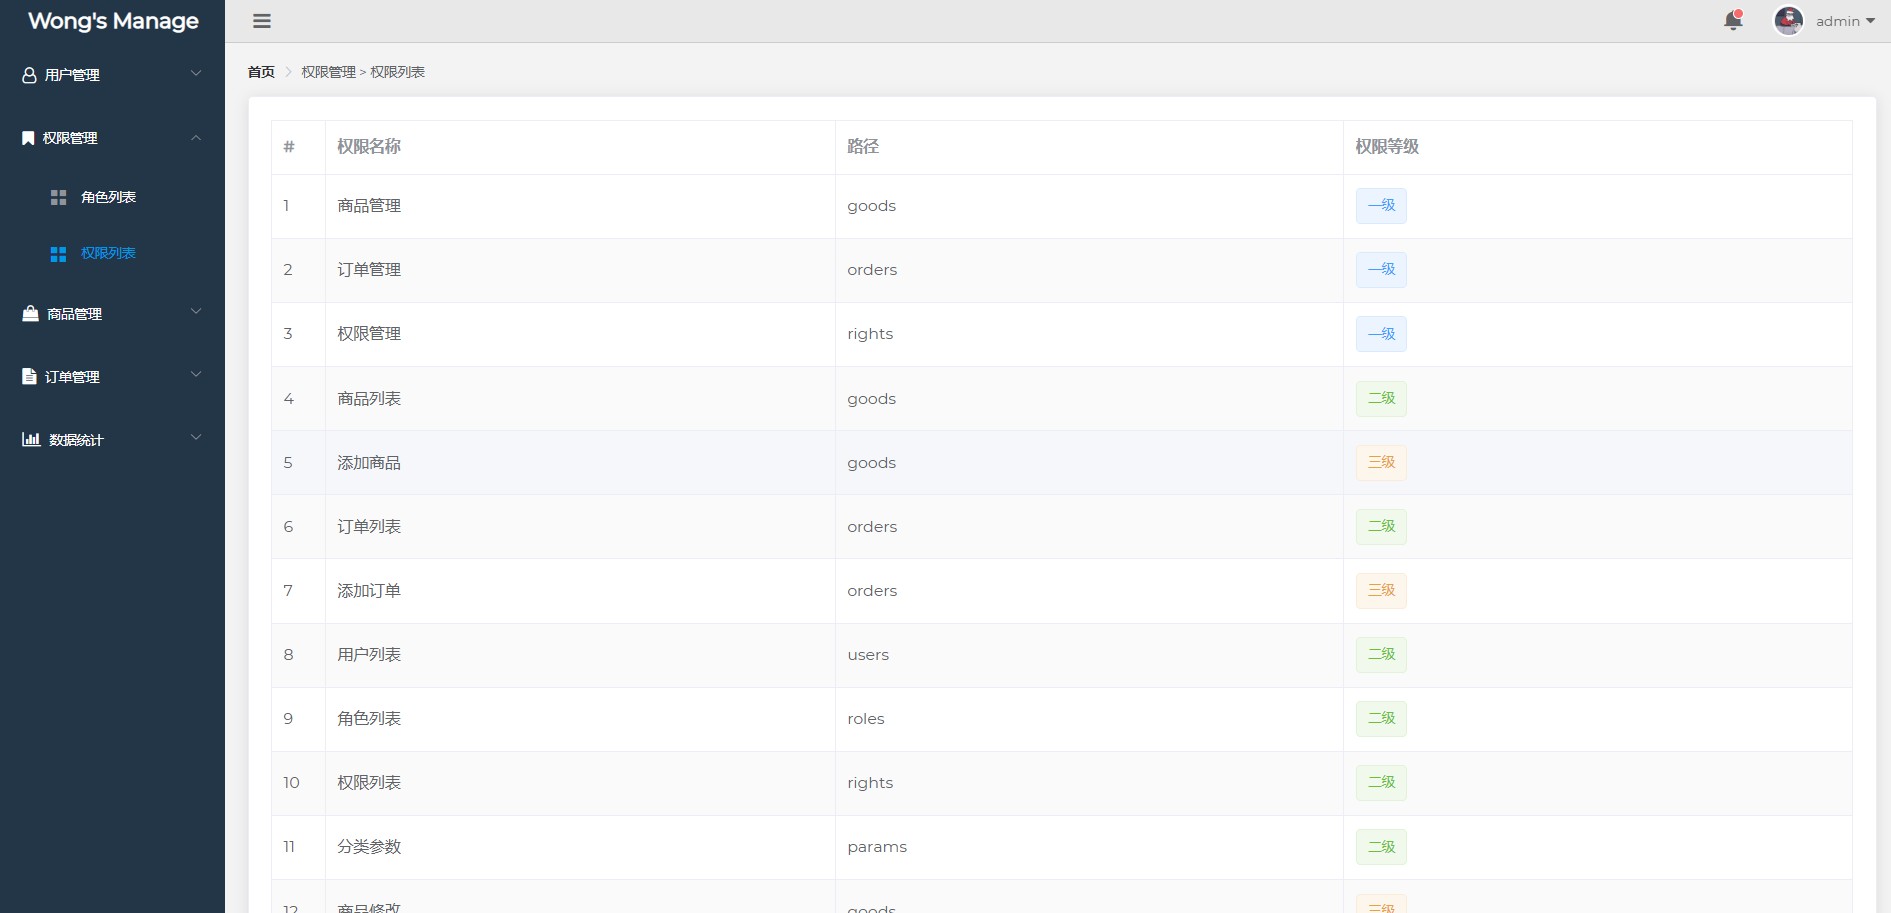 Wong's Manage
admin
用户管理
权限管理
角色列表
权限列表
商品管理
订单管理
数据统计
首页 权限管理 > 权限列表
# 权限名称 路径 权限等级
1 商品管理 goods 一级
2 订单管理 orders 一级
3 权限管理 rights 一级
4 商品列表 goods 二级
5 添加商品 goods 三级
6 订单列表 orders 二级
7 添加订单 orders 三级
8 用户列表 users 二级
9 角色列表 roles 二级
10 权限列表 rights 二级
11 分类参数 params 二级
12 商品修改 goods 三级